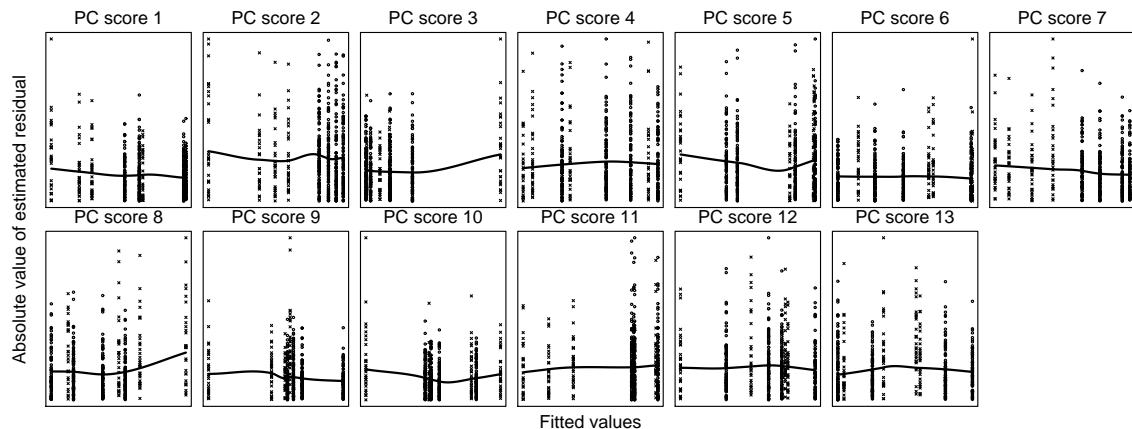 PC score 1
PC score 2
PC score 3
PC score 4
PC score 5
PC score 6
PC score 7
PC score 8
PC score 9
PC score 10
PC score 11
PC score 12
PC score 13
Absolute value of estimated residual
Fitted values